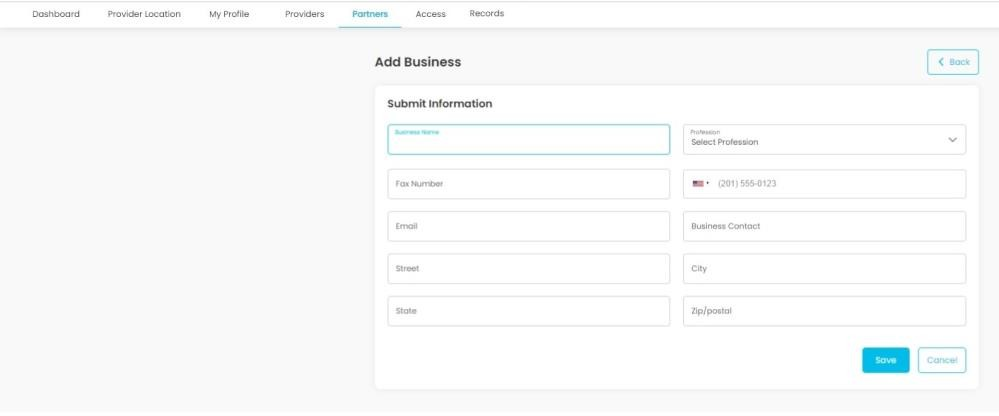 Dashboard Provider Location My Profile Providers Partners Access Records
Add Business
Back
Submit Information
Business Name
Profession
Select Profession
Fax Number
(201) 555-0123
Email
Business Contact
Street
City
State
Zip/postal
Save
Cancel